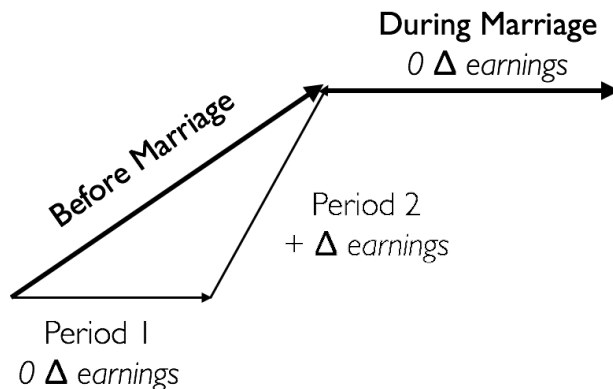 During Marriage
0 Δ earnings
Before Marriage
Period 2
+ Δ earnings
Period 1
0 Δ earnings